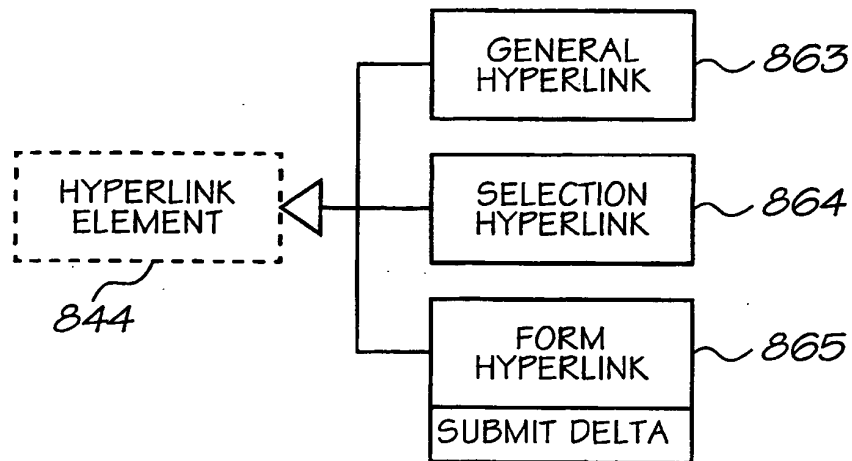 GENERAL
HYPERLINK
863
HYPERLINK
ELEMENT
844
SELECTION
HYPERLINK
864
FORM
HYPERLINK
865
SUBMIT DELTA